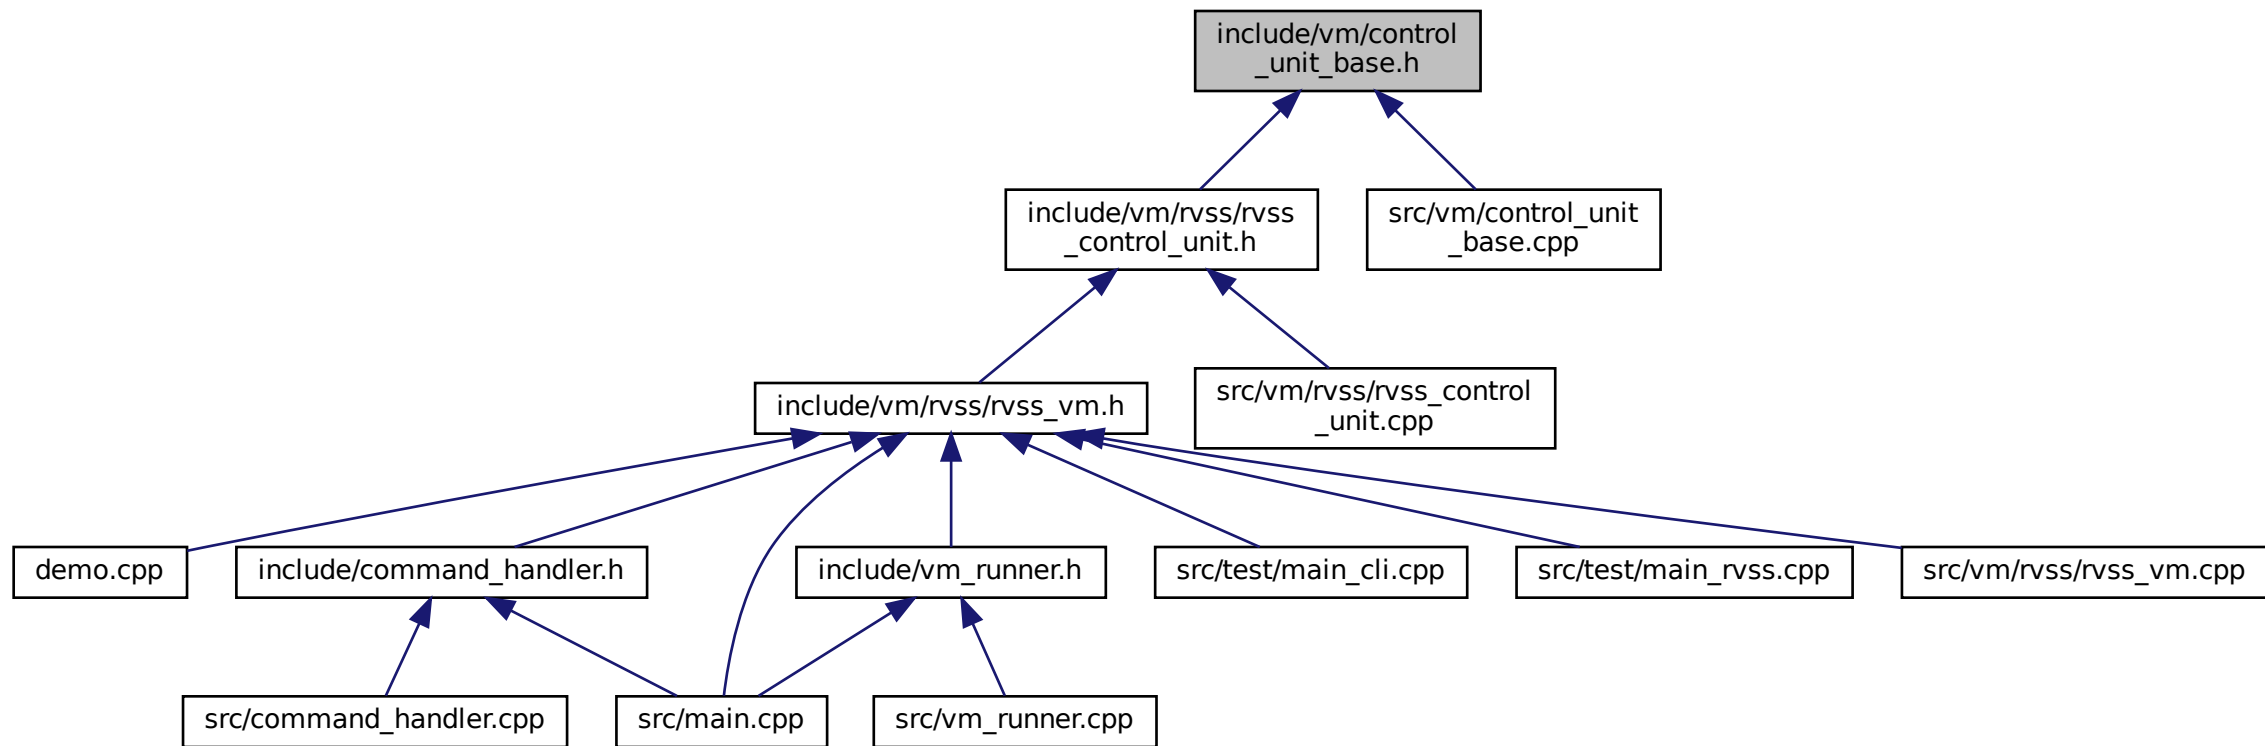 include/vm/control
_unit_base.h
include/vm/rvss/rvss
_control_unit.h
src/vm/control_unit
_base.cpp
include/vm/rvss/rvss_vm.h
src/vm/rvss/rvss_control
_unit.cpp
demo.cpp
include/command_handler.h
include/vm_runner.h
src/test/main_cli.cpp
src/test/main_rvss.cpp
src/vm/rvss/rvss_vm.cpp
src/command_handler.cpp
src/main.cpp
src/vm_runner.cpp